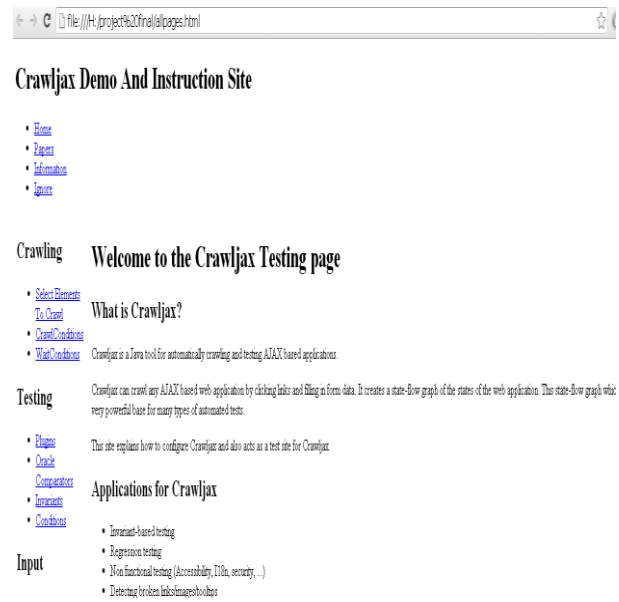 file:///H:/project%20final/allpages.html
Crawljax Demo And Instruction Site
• Home
• Papers
• Information
• Ignore
Crawling
• Select Elements
To Crawl
• CrawlConditions
• WaitConditions
Testing
• Plugins
• Oracle
Comparators
• Invariants
• Conditions
Input
Welcome to the Crawljax Testing page
What is Crawljax?
Crawljax is a Java tool for automatically crawling and testing AJAX based applications.
Crawljax can crawl any AJAX based web application by clicking links and filling in form data. It creates a state-flow graph of the states of the web application. This state-flow graph whic
very powerful base for many types of automated tests.
This site explains how to configure Crawljax and also acts as a test site for Crawljax.
Applications for Crawljax
• Invariant-based testing
• Regression testing
• Non functional testing (Accessibility, I18n, security, ...)
• Detecting broken links/images/tooltips